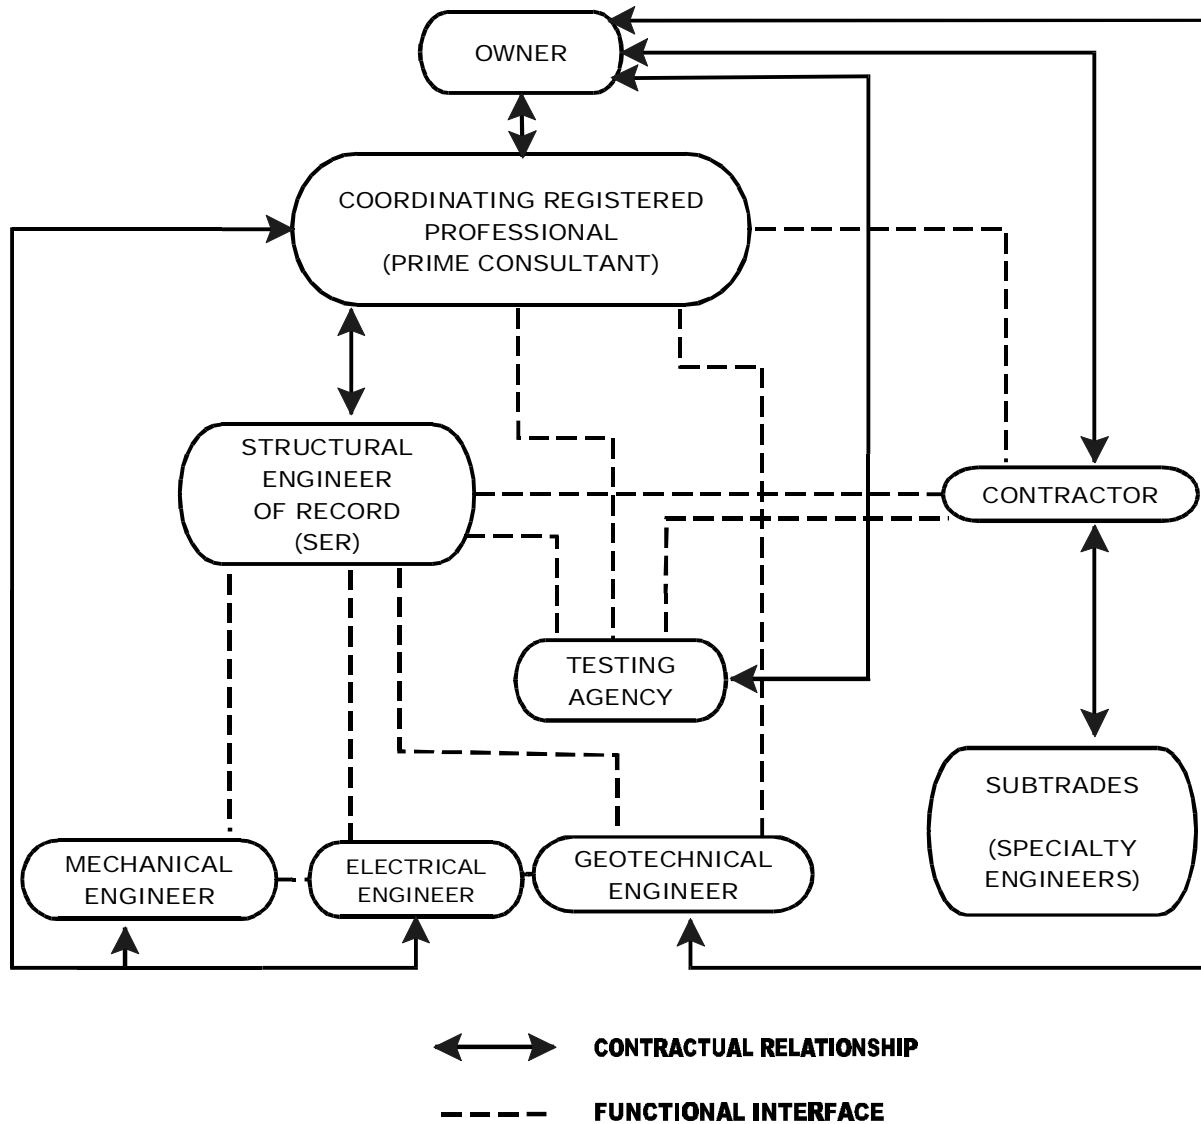 OWNER
COORDINATING REGISTERED
PROFESSIONAL
(PRIME CONSULTANT)
STRUCTURAL
ENGINEER
OF RECORD
(SER)
CONTRACTOR
TESTING
AGENCY
SUBTRADES
(SPECIALTY
ENGINEERS)
MECHANICAL
ENGINEER
ELECTRICAL
ENGINEER
GEOTECHNICAL
ENGINEER
CONTRACTUAL RELATIONSHIP
FUNCTIONAL INTERFACE